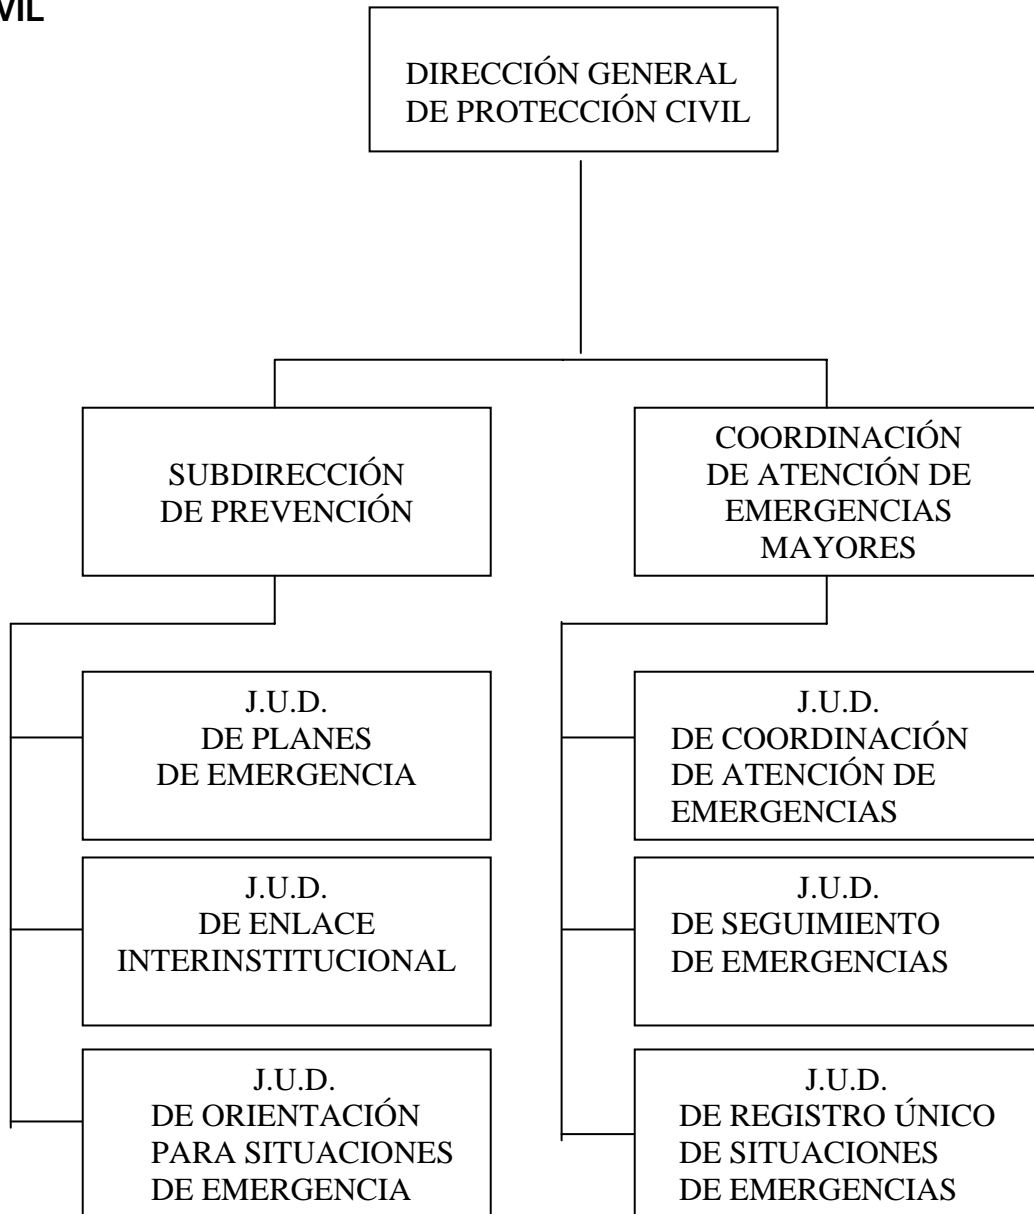 VIL
DIRECCIÓN GENERAL
DE PROTECCIÓN CIVIL
SUBDIRECCIÓN
DE PREVENCIÓN
COORDINACIÓN
DE ATENCIÓN DE
EMERGENCIAS
MAYORES
J.U.D.
DE PLANES
DE EMERGENCIA
J.U.D.
DE COORDINACIÓN
DE ATENCIÓN DE
EMERGENCIAS
J.U.D.
DE ENLACE
INTERINSTITUCIONAL
J.U.D.
DE SEGUIMIENTO
DE EMERGENCIAS
J.U.D.
DE ORIENTACIÓN
PARA SITUACIONES
DE EMERGENCIA
J.U.D.
DE REGISTRO ÚNICO
DE SITUACIONES
DE EMERGENCIAS